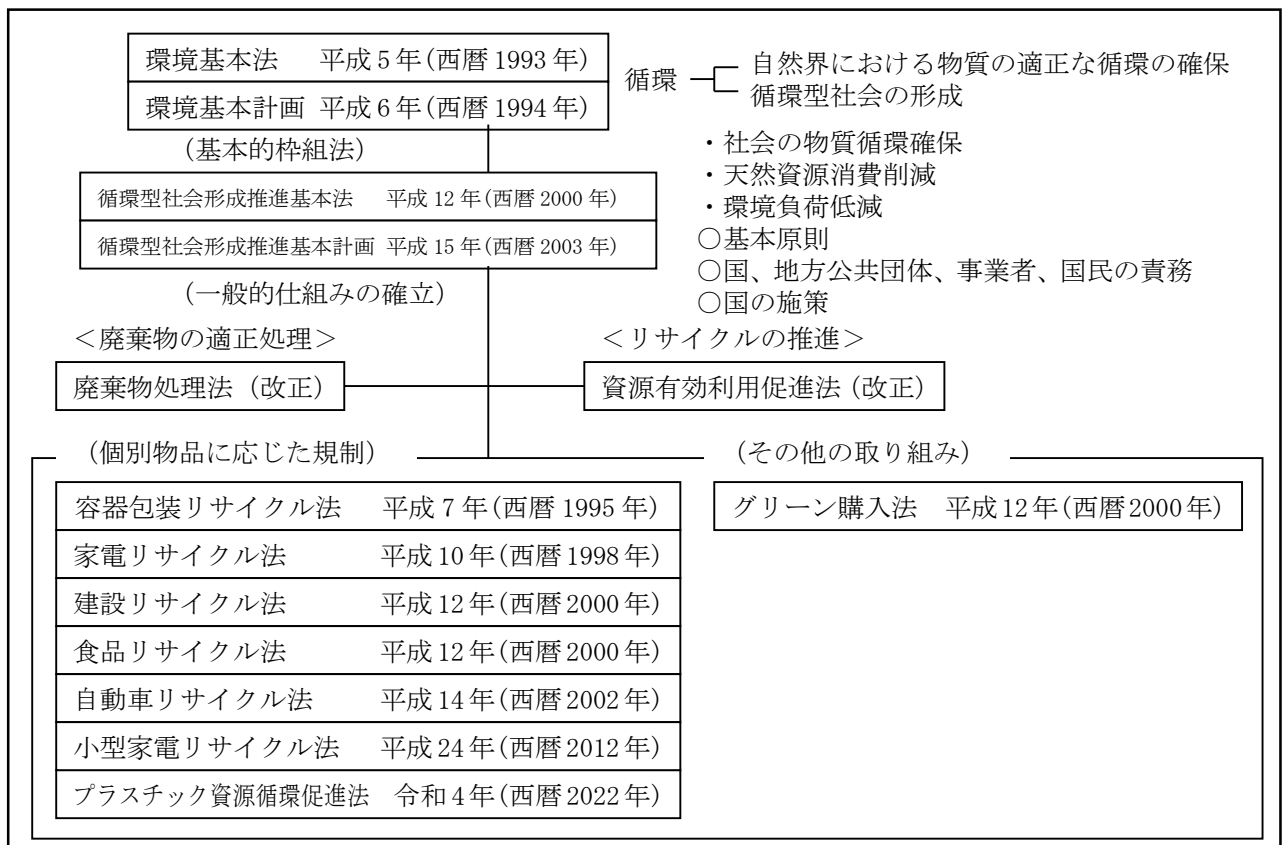 環境基本法　平成5年(西暦1993年)
環境基本計画 平成6年(西暦1994年)
循環
自然界における物質の適正な循環の確保
循環型社会の形成
(基本的枠組法)
・社会の物質循環確保
・天然資源消費削減
・環境負荷低減
循環型社会形成推進基本法　平成12年(西暦2000年)
循環型社会形成推進基本計画 平成15年(西暦2003年)
○基本原則
○国、地方公共団体、事業者、国民の責務
○国の施策
(一般的仕組みの確立)
＜廃棄物の適正処理＞
＜リサイクルの推進＞
廃棄物処理法（改正）
資源有効利用促進法（改正）
(個別物品に応じた規制)
(その他の取り組み)
容器包装リサイクル法　平成7年(西暦1995年)
家電リサイクル法　平成10年(西暦1998年)
建設リサイクル法　平成12年(西暦2000年)
食品リサイクル法　平成12年(西暦2000年)
自動車リサイクル法　平成14年(西暦2002年)
小型家電リサイクル法　平成24年(西暦2012年)
プラスチック資源循環促進法　令和4年(西暦2022年)
グリーン購入法　平成12年(西暦2000年)